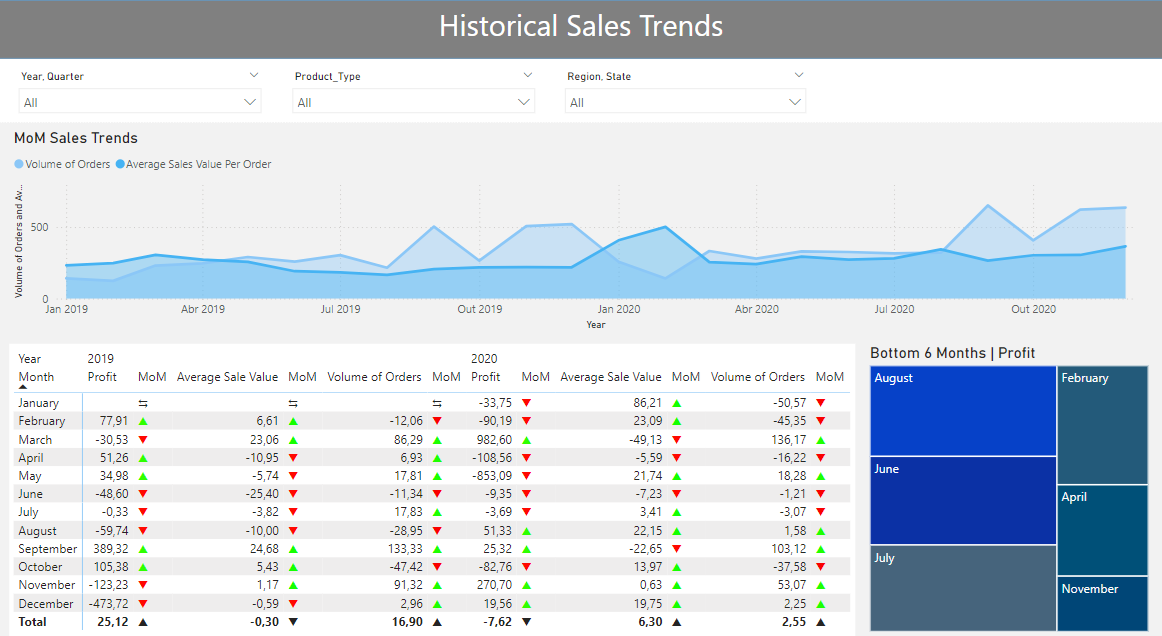 Historical Sales Trends
Year, Quarter
Product_Type
Region, State
All
All
All
MoM Sales Trends
Volume of Orders Average Sales Value Per Order
Volume of Orders and Av...
500
0
Jan 2019 Apr 2019 Jul 2019 Oct 2019 Jan 2020 Apr 2020 Jul 2020 Out 2020
Year
Year 2019 2020
Month Profit MoM Average Sale Value MoM Volume of Orders MoM Profit MoM Average Sale Value MoM Volume of Orders MoM
January ⇆ ⇆ ⇆ -33,75 ▼ 86,21 ▲ -50,57 ▼
February 77,91 ▲ 6,61 ▲ -12,06 ▼ -90,19 ▼ 23,09 ▲ -45,35 ▼
March -30,53 ▼ 23,06 ▲ 86,29 ▲ 982,60 ▲ -49,13 ▼ 136,17 ▲
April 51,26 ▲ -10,95 ▼ 6,93 ▲ -108,56 ▼ -5,59 ▼ -16,22 ▼
May 34,98 ▲ -5,74 ▼ 17,81 ▲ -853,09 ▼ 21,74 ▲ 18,28 ▲
June -48,60 ▼ -25,40 ▼ -11,34 ▼ -9,35 ▼ -7,23 ▼ -1,21 ▼
July -0,33 ▼ -3,82 ▼ 17,83 ▲ -3,69 ▼ 3,41 ▲ -3,07 ▼
August -59,74 ▼ -10,00 ▼ -28,95 ▼ 51,33 ▲ 22,15 ▲ 1,58 ▲
September 389,32 ▲ 24,68 ▲ 133,33 ▲ 25,32 ▲ -22,65 ▼ 103,12 ▲
October 105,38 ▲ 5,43 ▲ -47,42 ▼ -82,76 ▼ 13,97 ▲ -37,58 ▼
November -123,23 ▼ 1,17 ▲ 91,32 ▲ 270,70 ▲ 0,63 ▲ 53,07 ▲
December -473,72 ▼ -0,59 ▼ 2,96 ▲ 19,56 ▲ 19,75 ▲ 2,25 ▲
Total 25,12 ▲ -0,30 ▼ 16,90 ▲ -7,62 ▼ 6,30 ▲ 2,55 ▲
Bottom 6 Months | Profit
August
June
July
February
April
November